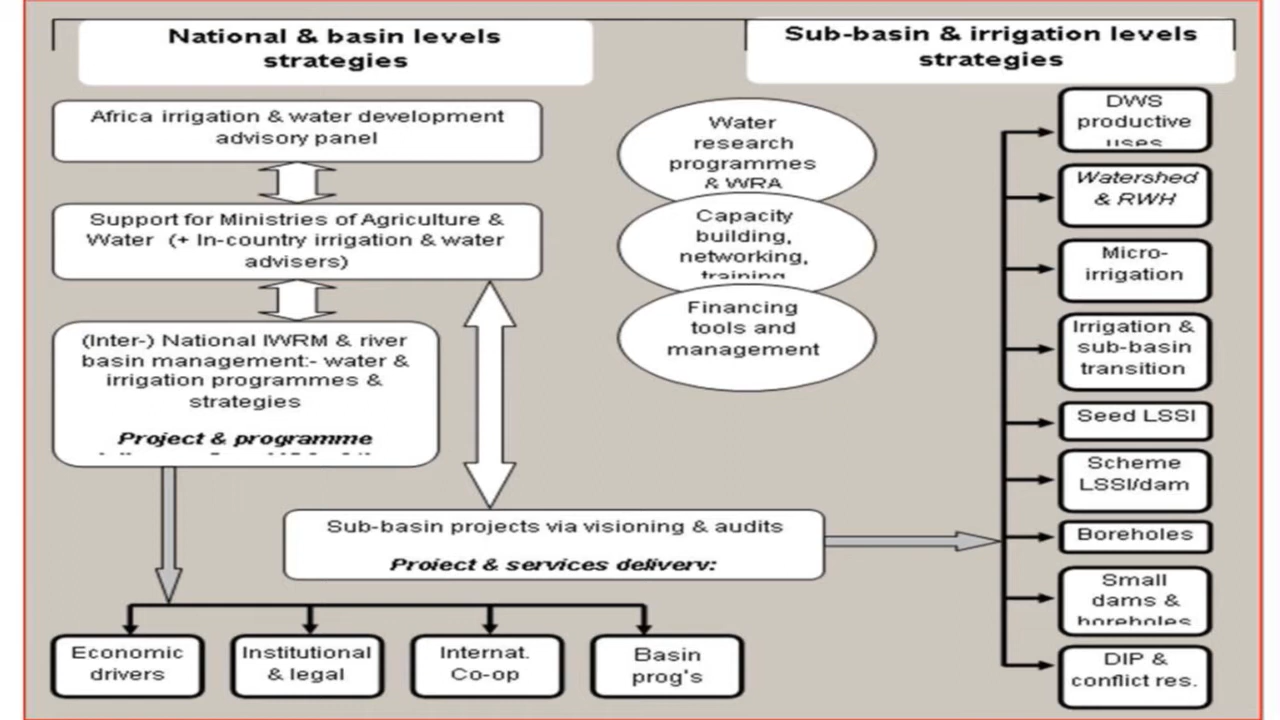 National & basin levels
strategies
Sub-basin & irrigation levels
strategies
Africa irrigation & water development
advisory panel
Support for Ministries of Agriculture &
Water (+ In-country irrigation & water
advisers)
(Inter-) National IWRM & river
basin management:- water &
irrigation programmes &
strategies
Project & programme
Sub-basin projects via visioning & audits
Project & services delivery:
Economic
drivers
Institutional
& legal
Internat.
Co-op
Basin
prog's
Water
research
programmes
& WRA
Capacity
building,
networking,
training
Financing
tools and
management
DWS
productive
uses
Watershed
& RWH
Micro-
irrigation
Irrigation &
sub-basin
transition
Seed LSSI
Scheme
LSSI/dam
Boreholes
Small
dams &
boreholes
DIP &
conflict res.